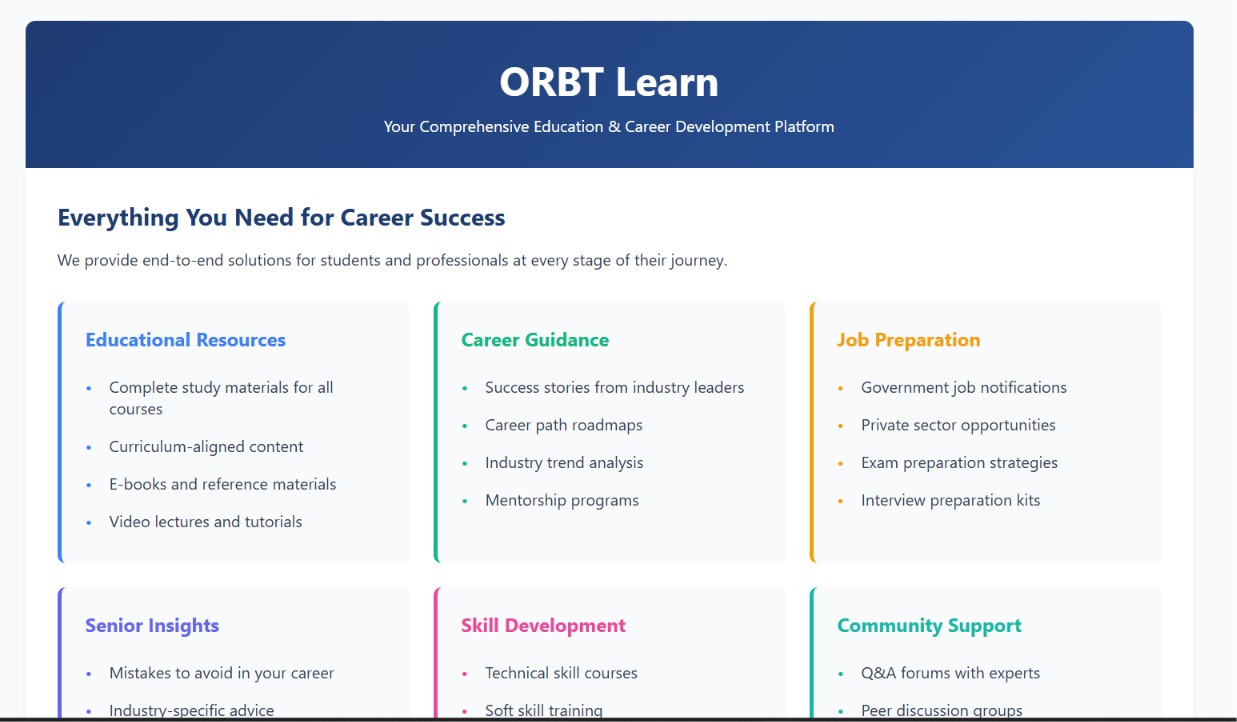 ORBT Learn
Your Comprehensive Education & Career Development Platform
Everything You Need for Career Success
We provide end-to-end solutions for students and professionals at every stage of their journey.
Educational Resources
• Complete study materials for all
courses
• Curriculum-aligned content
• E-books and reference materials
• Video lectures and tutorials
Career Guidance
• Success stories from industry leaders
• Career path roadmaps
• Industry trend analysis
• Mentorship programs
Job Preparation
• Government job notifications
• Private sector opportunities
• Exam preparation strategies
• Interview preparation kits
Senior Insights
• Mistakes to avoid in your career
• Industry-specific advice
Skill Development
• Technical skill courses
• Soft skill training
Community Support
• Q&A forums with experts
• Peer discussion groups